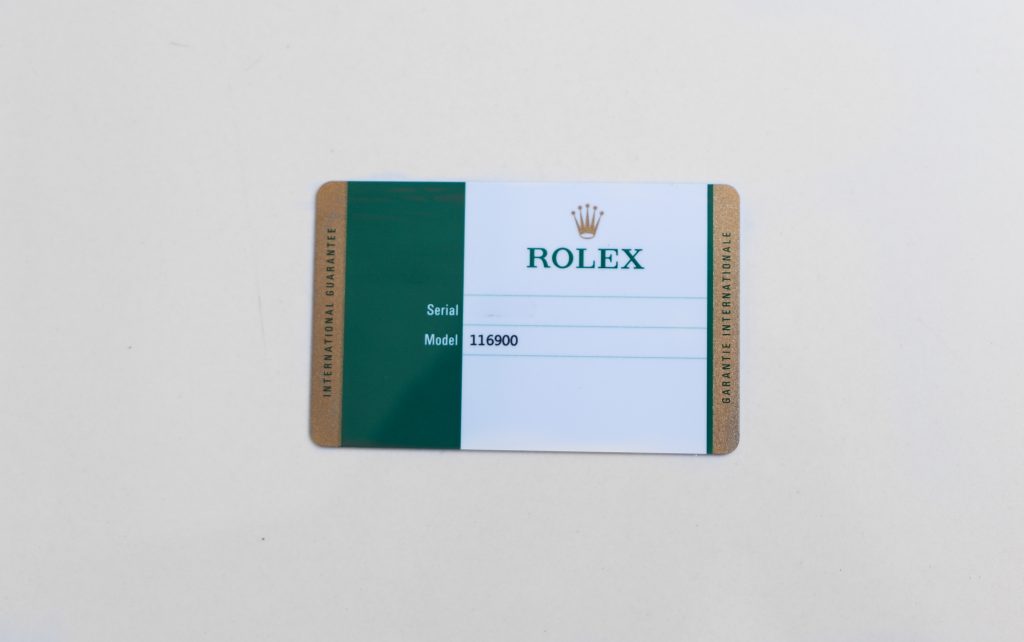 INTERNATIONAL GUARANTEE
ROLEX
Serial
Model 116900
GARANTIE INTERNATIONALE